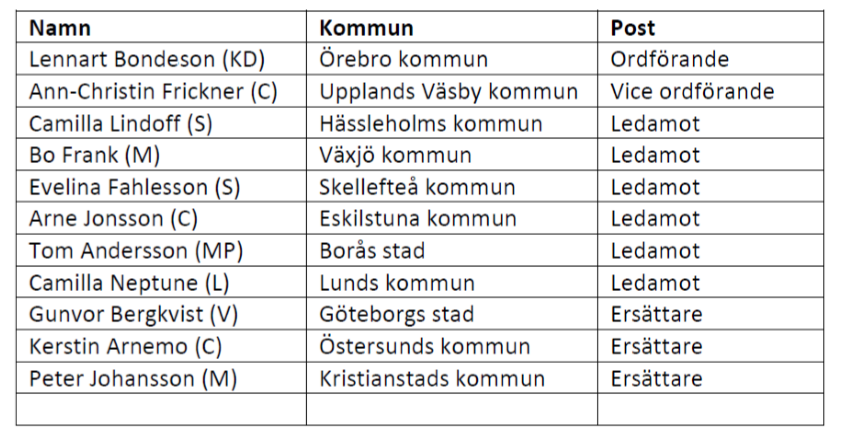 Namn Kommun Post
Lennart Bondeson (KD) Örebro kommun Ordförande
Ann-Christin Frickner (C) Upplands Väsby kommun Vice ordförande
Camilla Lindoff (S) Hässleholms kommun Ledamot
Bo Frank (M) Växjö kommun Ledamot
Evelina Fahlesson (S) Skellefteå kommun Ledamot
Arne Jonsson (C) Eskilstuna kommun Ledamot
Tom Andersson (MP) Borås stad Ledamot
Camilla Neptune (L) Lunds kommun Ledamot
Gunvor Bergkvist (V) Göteborgs stad Ersättare
Kerstin Arnemo (C) Östersunds kommun Ersättare
Peter Johansson (M) Kristianstads kommun Ersättare